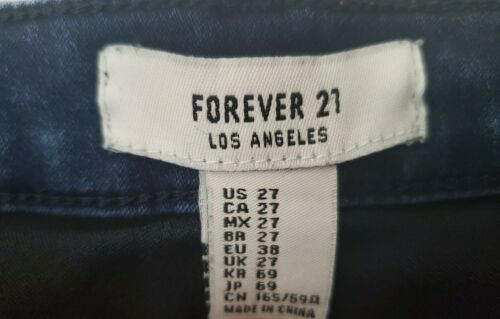 FOREVER 21
LOS ANGELES
US 27
CA 27
MX 27
BR 27
EU 38
UK 27
KR 69
JP 69
CN 165/69A
MADE IN CHINA